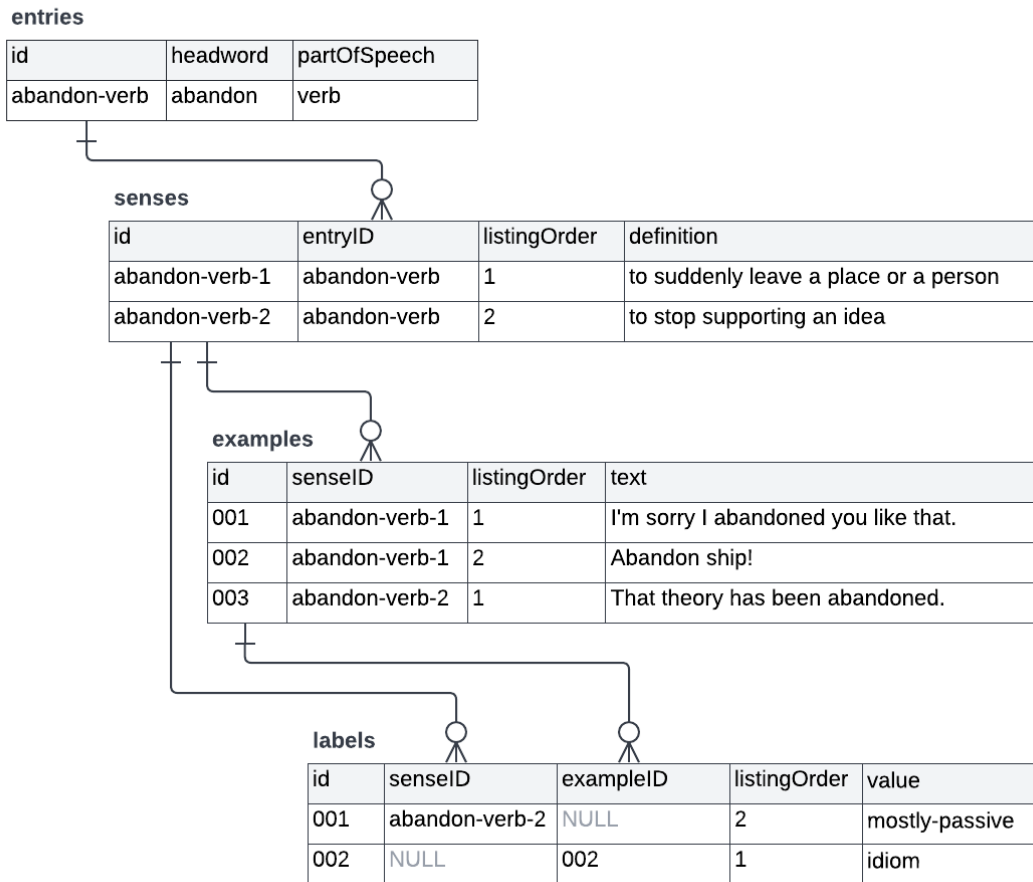 entries
id headword partOfSpeech
abandon-verb abandon verb
senses
id entryID listingOrder definition
abandon-verb-1 abandon-verb 1 to suddenly leave a place or a person
abandon-verb-2 abandon-verb 2 to stop supporting an idea
examples
id senseID listingOrder text
001 abandon-verb-1 1 I'm sorry I abandoned you like that.
002 abandon-verb-1 2 Abandon ship!
003 abandon-verb-2 1 That theory has been abandoned.
labels
id senseID exampleID listingOrder value
001 abandon-verb-2 NULL 2 mostly-passive
002 NULL 002 1 idiom